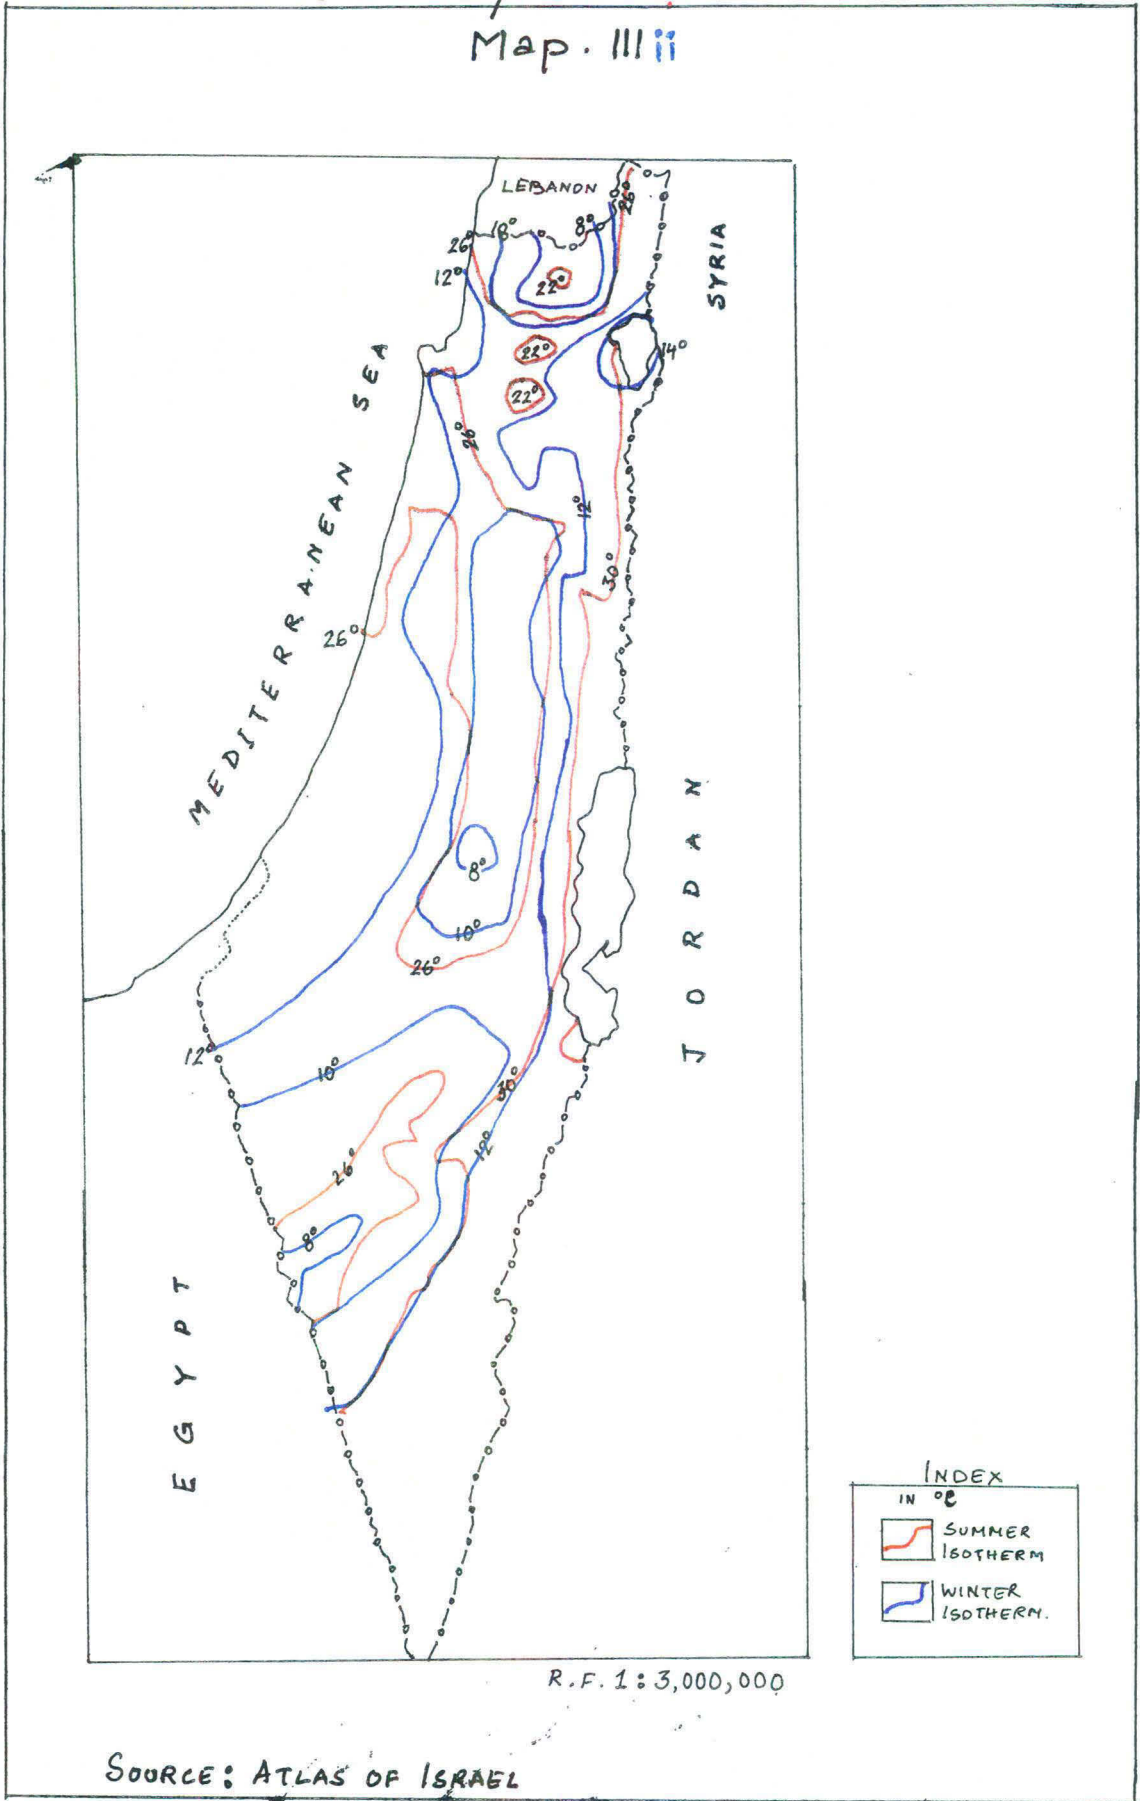 Map. III ii
LEBANON
26°
26°
18°
8°
12°
22°
SYRIA
22°
14°
22°
26°
MEDITERRANEAN SEA
12°
30°
26°
JORDAN
8°
10°
26°
12°
10°
30°
12°
26°
8°
EGYPT
INDEX
IN °C
SUMMER
ISOTHERM
WINTER
ISOTHERM.
R.F. 1:3,000,000
SOURCE: ATLAS OF ISRAEL